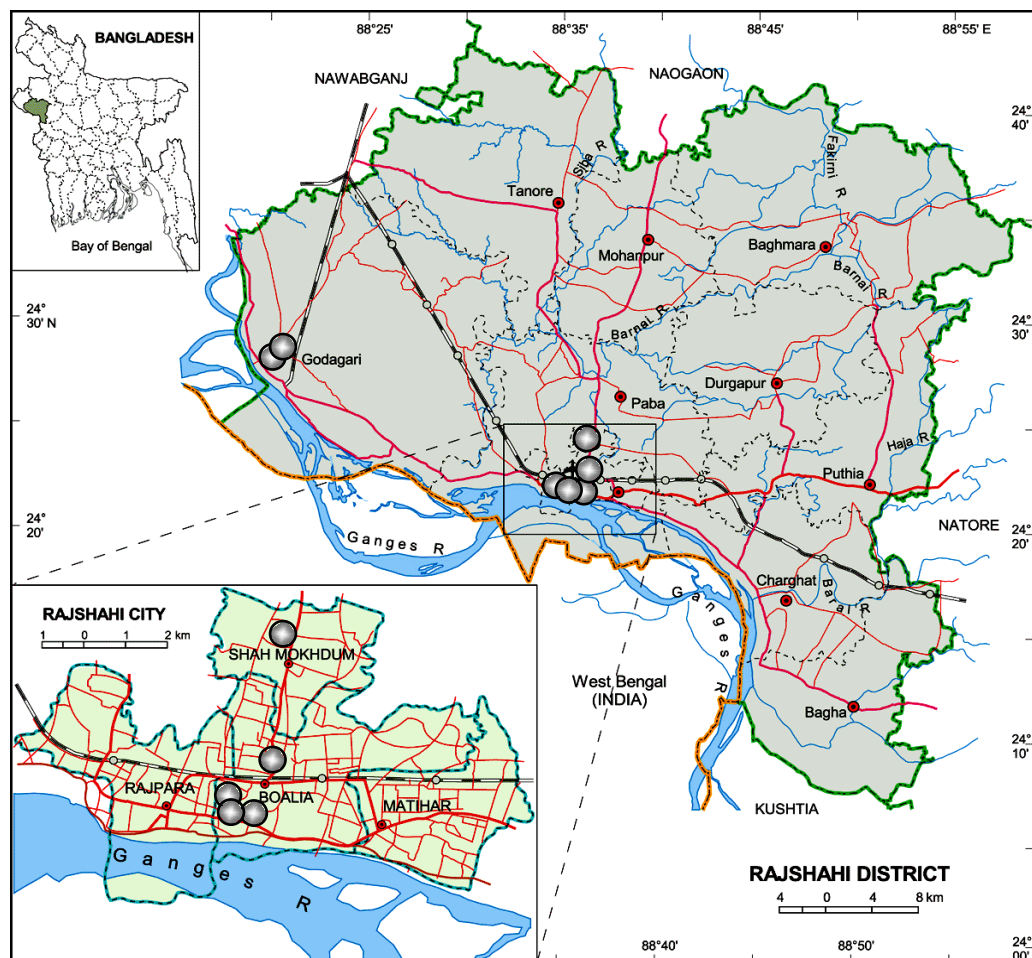 BANGLADESH
Bay of Bengal
88°25'
88°35'
88°45'
88°55' E
NAWABGANJ
NAOGAON
24°
40'
Siba R
Fakirni R
Tanore
Mohanpur
Baghmara
Barnal R
Barnai R
30' N
24°
30'
Godagari
Durgapur
Paba
Haja R
Puthia
24°
20'
NATORE
24°
20'
Ganges R
Charghat
Baral R
Ganges R
West Bengal
(INDIA)
Bagha
24°
10'
KUSHTIA
RAJSHAHI CITY
1 0 1 2 km
SHAH MOKHDUM
RAJPARA
BOALIA
MATIHAR
Ganges R
RAJSHAHI DISTRICT
4 0 4 8 km
88°40'
88°50'
24°
00'